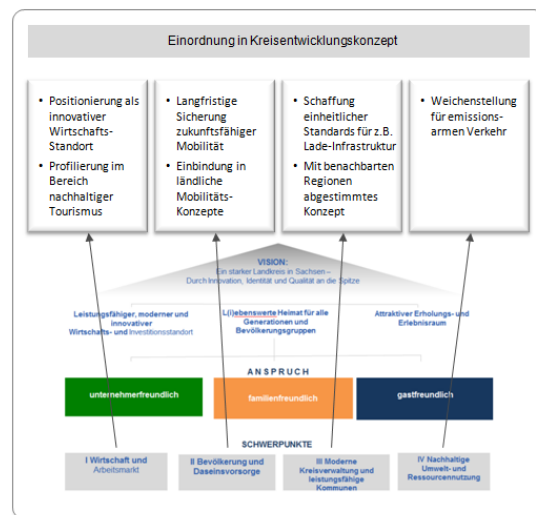 Einordnung in Kreisentwicklungskonzept
• Positionierung als
innovativer
Wirtschafts-
Standort
• Profilierung im
Bereich
nachhaltiger
Tourismus
• Langfristige
Sicherung
zukunftsfähiger
Mobilität
• Einbindung in
ländliche
Mobilitäts-
Konzepte
• Schaffung
einheitlicher
Standards für z.B.
Lade-Infrastruktur
• Mit benachbarten
Regionen
abgestimmtes
Konzept
• Weichenstellung
für emissions-
armen Verkehr
VISION:
Ein starker Landkreis in Sachsen –
Durch Innovation, Identität und Qualität an die Spitze
Leistungsfähiger, moderner und
innovativer
Wirtschafts- und Investitionsstandort
L(i)ebenswerte Heimat für alle
Generationen und
Bevölkerungsgruppen
Attraktiver Erholungs- und
Erlebnisraum
ANSPRUCH
unternehmerfreundlich
familienfreundlich
gastfreundlich
SCHWERPUNKTE
I Wirtschaft und
Arbeitsmarkt
II Bevölkerung und
Daseinsvorsorge
III Moderne
Kreisverwaltung und
leistungsfähige
Kommunen
IV Nachhaltige
Umwelt- und
Ressourcennutzung